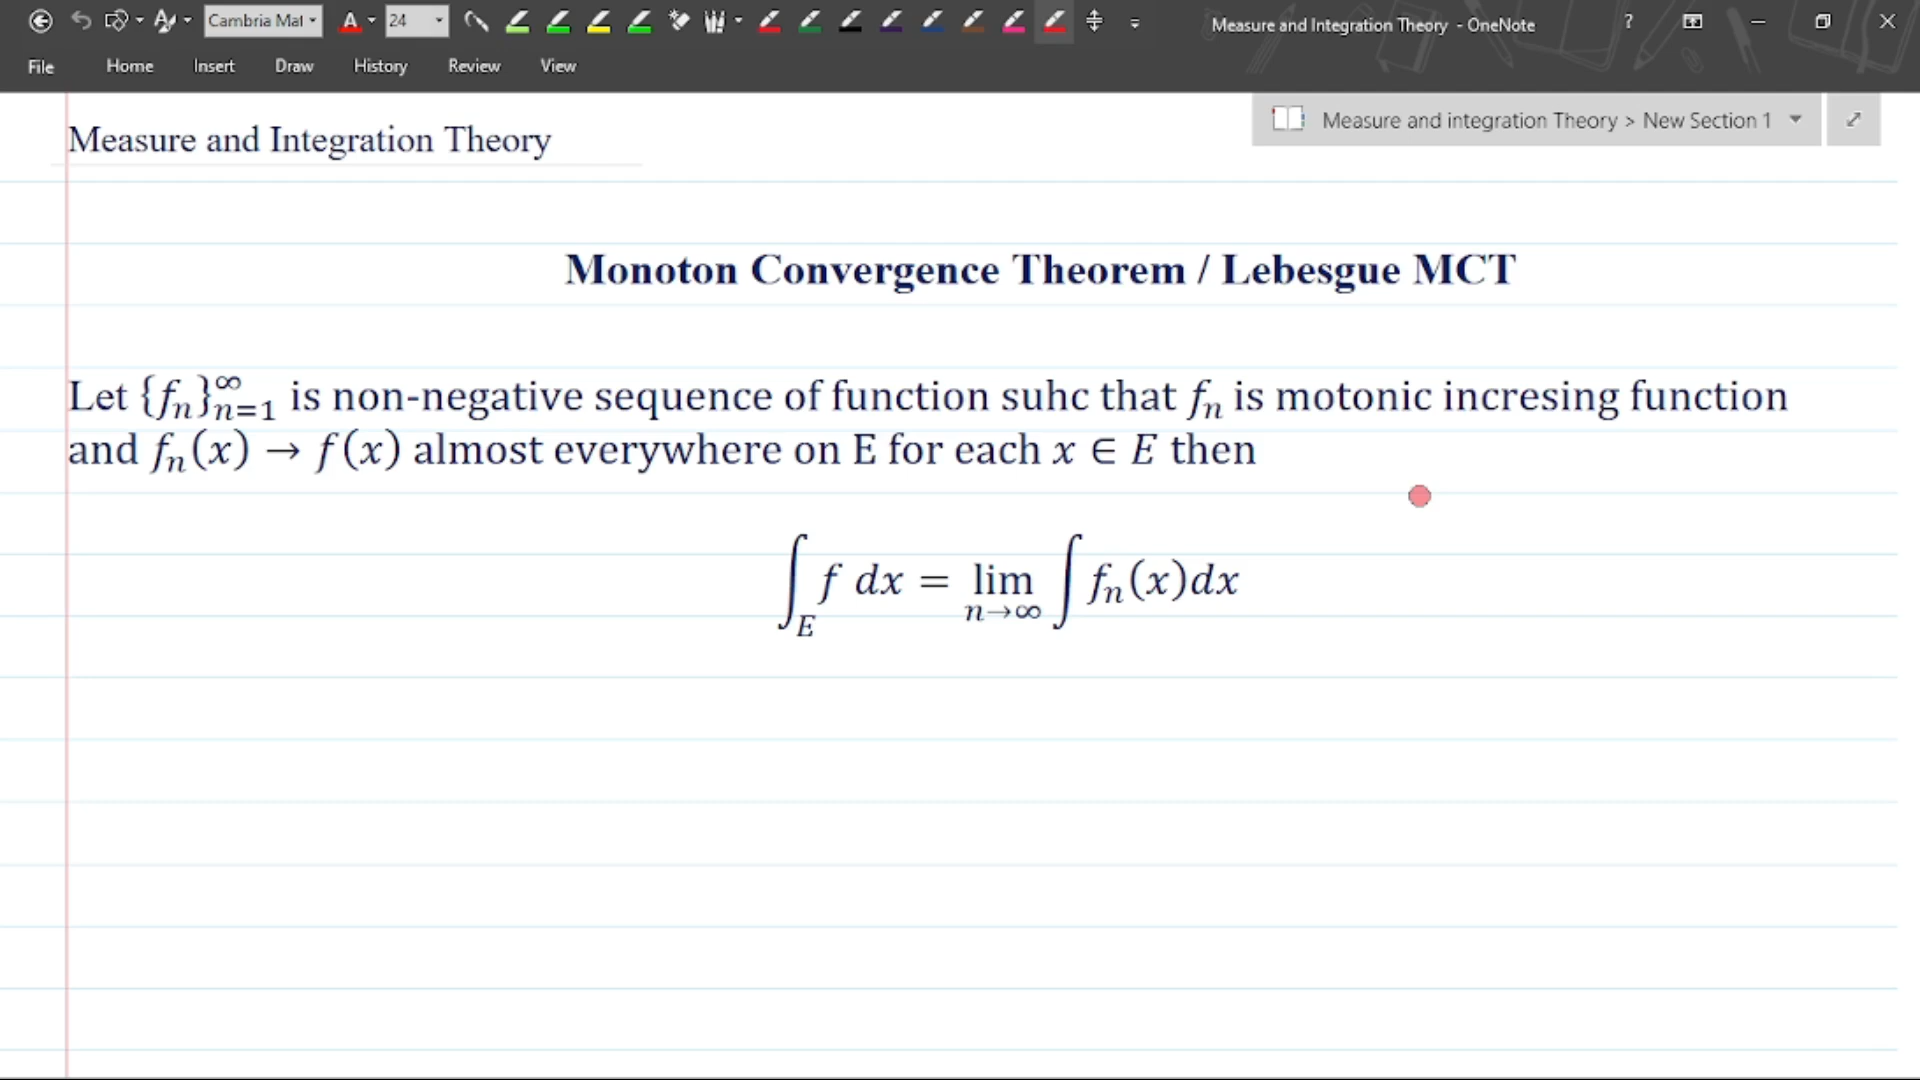 Cambria Mat
A
24
Measure and Integration Theory - OneNote
?
File Home Insert Draw History Review View
Measure and integration Theory > New Section 1
Measure and Integration Theory
Monoton Convergence Theorem / Lebesgue MCT
Let {fₙ}ₙ₌₁^∞ is non-negative sequence of function suhc that fₙ is motonic incresing function
and fₙ(x) → f(x) almost everywhere on E for each x ∈ E then
∫_E f dx = lim_{n→∞} ∫ fₙ(x)dx